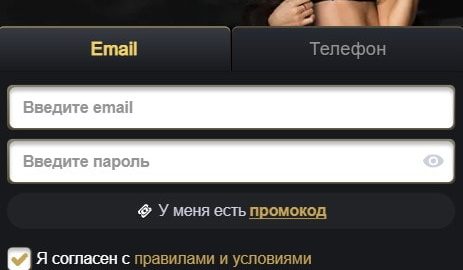 Email
Телефон
Введите email
Введите пароль
У меня есть промокод
Я согласен с правилами и условиями